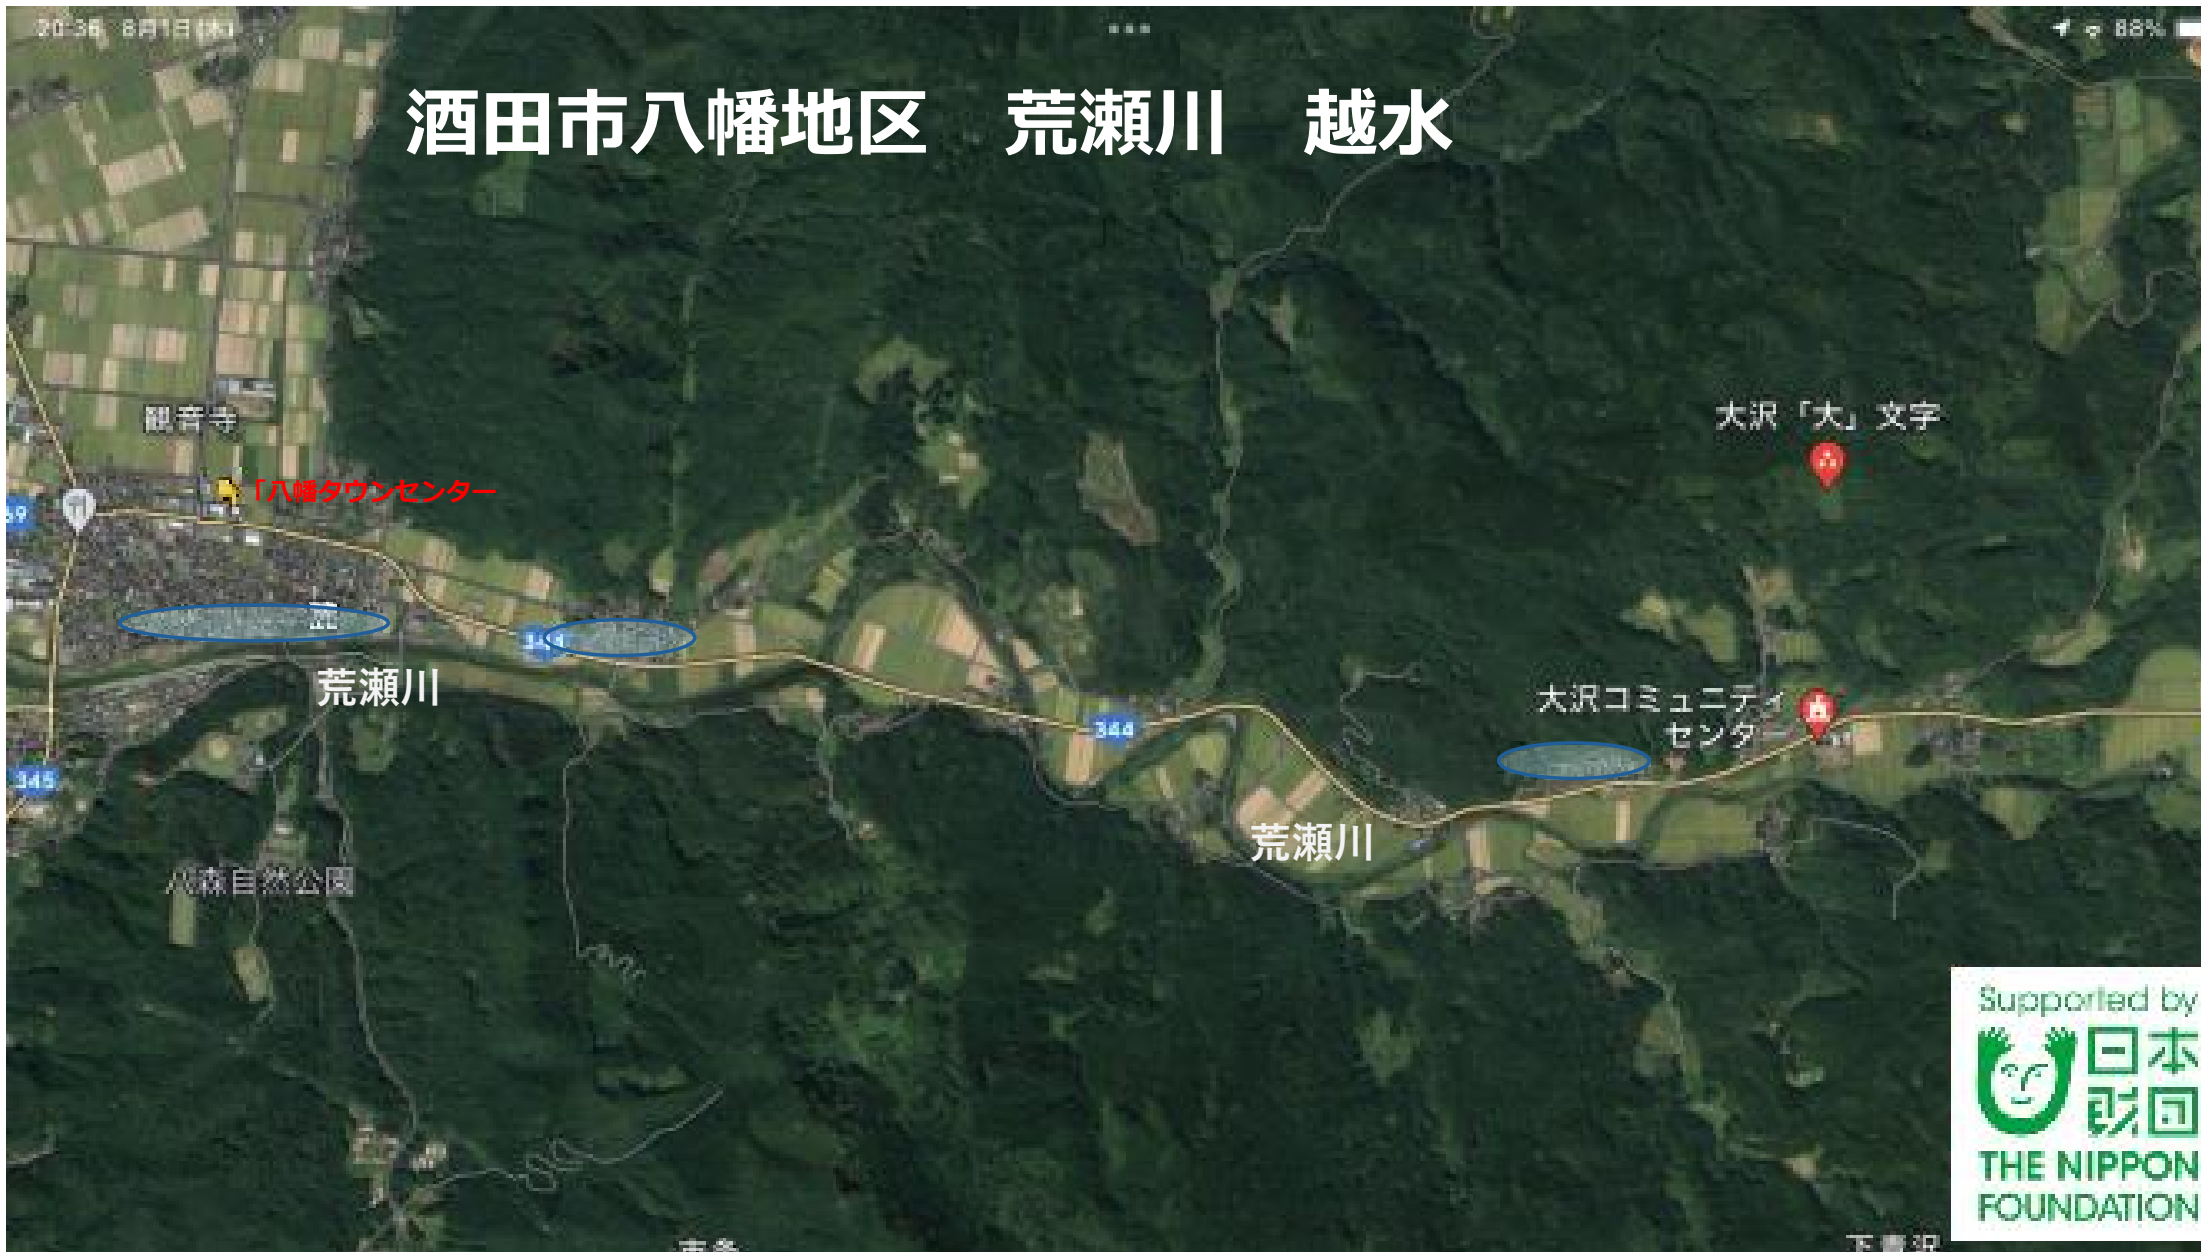 20:36 8月1日(木)
88%
酒田市八幡地区 荒瀬川 越水
大沢「大」文字
観音寺
「八幡タウンセンター
荒瀬川
344
大沢コミュニティ
センター
345
荒瀬川
八森自然公園
Supported by
日本
財団
THE NIPPON
FOUNDATION
下青沢